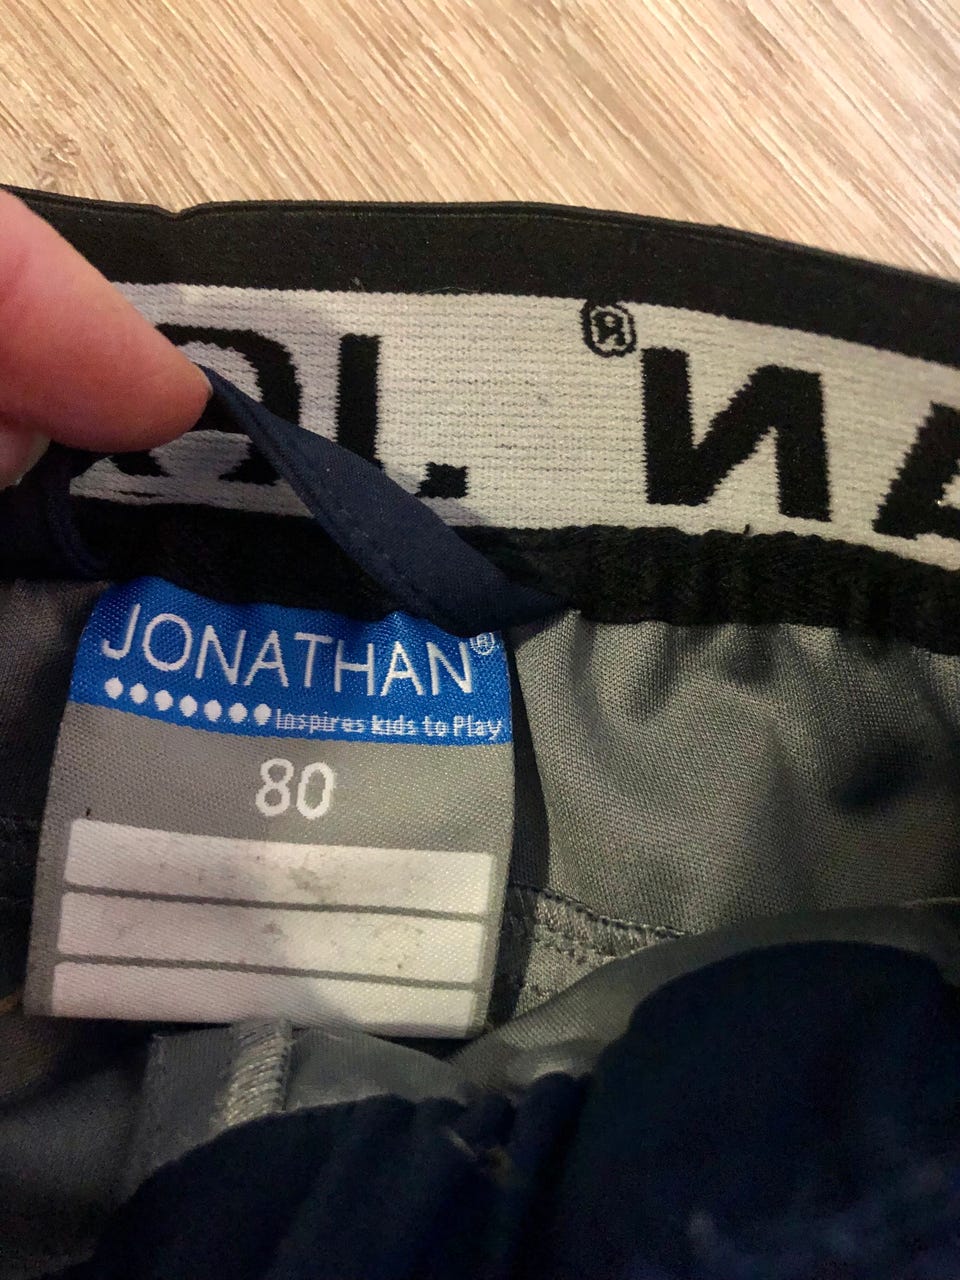 JONATHAN®
Inspires kids to Play
80